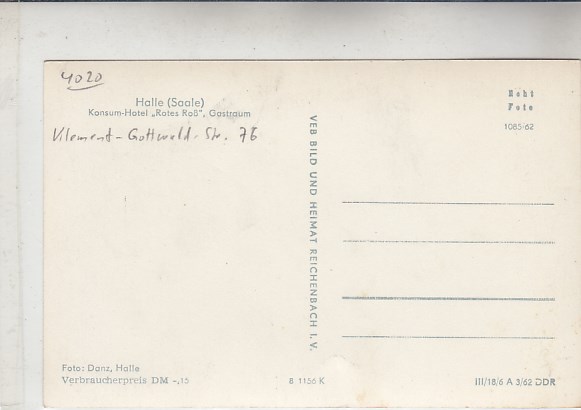 4020
Halle (Saale)
Konsum-Hotel „Rotes Roß", Gastraum
Klement-Gottwald-Str. 76
VEB BILD UND HEIMAT REICHENBACH I. V.
Echt
Foto
1085-62
Foto: Danz, Halle
Verbraucherpreis DM -,15
B 1156 K
III/18/6 A 3/62 DDR